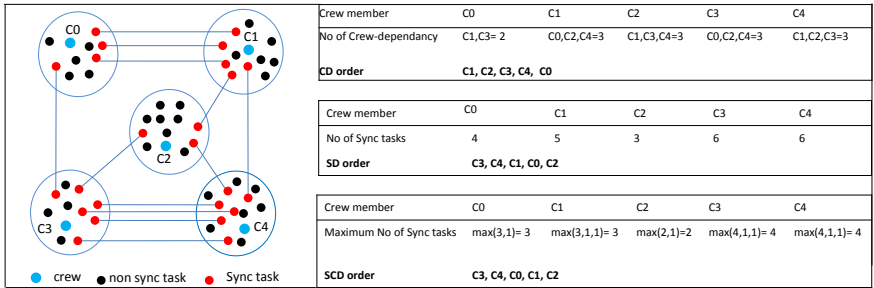 C0
C1
C2
C3
C4
crew
non sync task
Sync task
Crew member C0 C1 C2 C3 C4
No of Crew-dependancy C1,C3= 2 C0,C2,C4=3 C1,C3,C4=3 C0,C2,C4=3 C1,C2,C3=3
CD order C1, C2, C3, C4, C0
Crew member C0 C1 C2 C3 C4
No of Sync tasks 4 5 3 6 6
SD order C3, C4, C1, C0, C2
Crew member C0 C1 C2 C3 C4
Maximum No of Sync tasks max(3,1)= 3 max(3,1,1)= 3 max(2,1)=2 max(4,1,1)= 4 max(4,1,1)= 4
SCD order C3, C4, C0, C1, C2